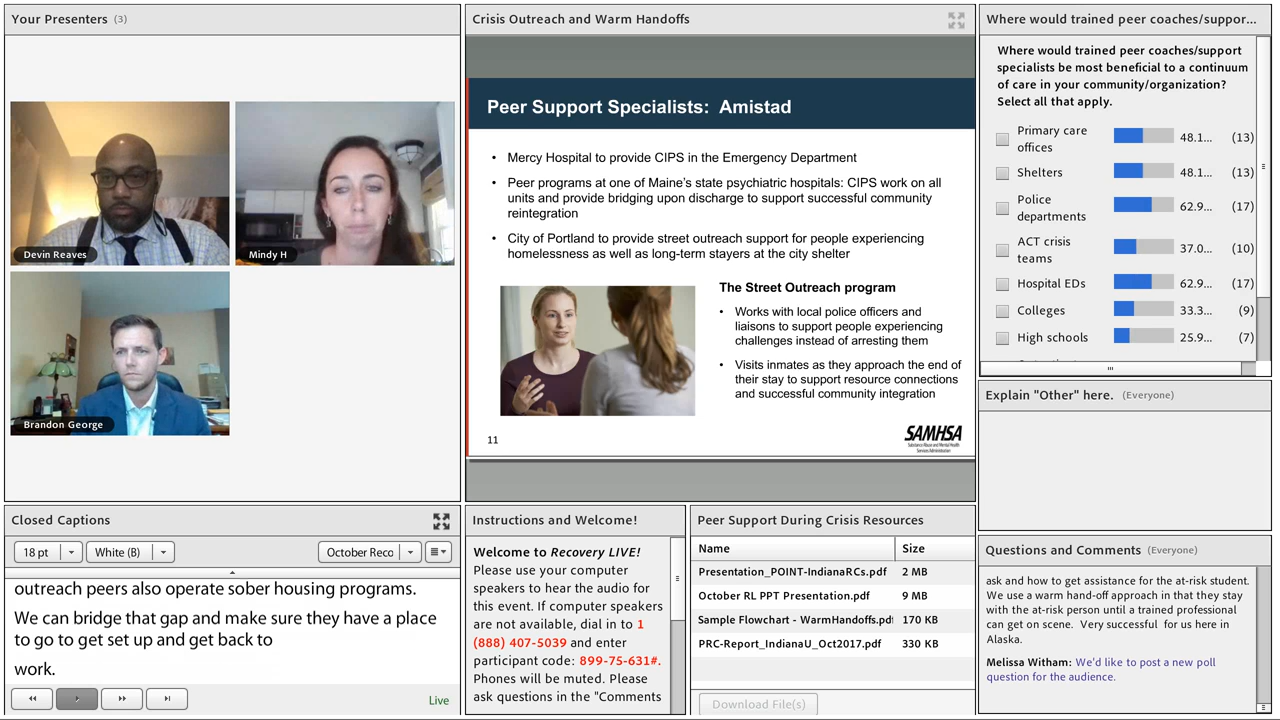 Your Presenters (3)
Devin Reaves
Mindy H
Brandon George
Crisis Outreach and Warm Handoffs
Peer Support Specialists: Amistad
• Mercy Hospital to provide CIPS in the Emergency Department
• Peer programs at one of Maine's state psychiatric hospitals: CIPS work on all
units and provide bridging upon discharge to support successful community
reintegration
• City of Portland to provide street outreach support for people experiencing
homelessness as well as long-term stayers at the city shelter
The Street Outreach program
• Works with local police officers and
liaisons to support people experiencing
challenges instead of arresting them
• Visits inmates as they approach the end of
their stay to support resource connections
and successful community integration
11
SAMHSA
Substance Abuse and Mental Health
Services Administration
Where would trained peer coaches/suppor...
Where would trained peer coaches/support
specialists be most beneficial to a continuum
of care in your community/organization?
Select all that apply.
Primary care
offices 48.1... (13)
Shelters 48.1... (13)
Police
departments 62.9... (17)
ACT crisis
teams 37.0... (10)
Hospital EDs 62.9... (17)
Colleges 33.3... (9)
High schools 25.9... (7)
Explain "Other" here. (Everyone)
Closed Captions
18 pt
White (B)
October Reco
outreach peers also operate sober housing programs.
We can bridge that gap and make sure they have a place
to go to get set up and get back to
work.
Live
Instructions and Welcome!
Welcome to Recovery LIVE!
Please use your computer
speakers to hear the audio for
this event. If computer speakers
are not available, dial in to 1
(888) 407-5039 and enter
participant code: 899-75-631#.
Phones will be muted. Please
ask questions in the "Comments
Peer Support During Crisis Resources
Name Size
Presentation_POINT-IndianaRCs.pdf 2 MB
October RL PPT Presentation.pdf 9 MB
Sample Flowchart - WarmHandoffs.pdf 170 KB
PRC-Report_IndianaU_Oct2017.pdf 330 KB
Download File(s)
Questions and Comments (Everyone)
ask and how to get assistance for the at-risk student.
We use a warm hand-off approach in that they stay
with the at-risk person until a trained professional
can get on scene. Very successful for us here in
Alaska.
Melissa Witham: We'd like to post a new poll
question for the audience.